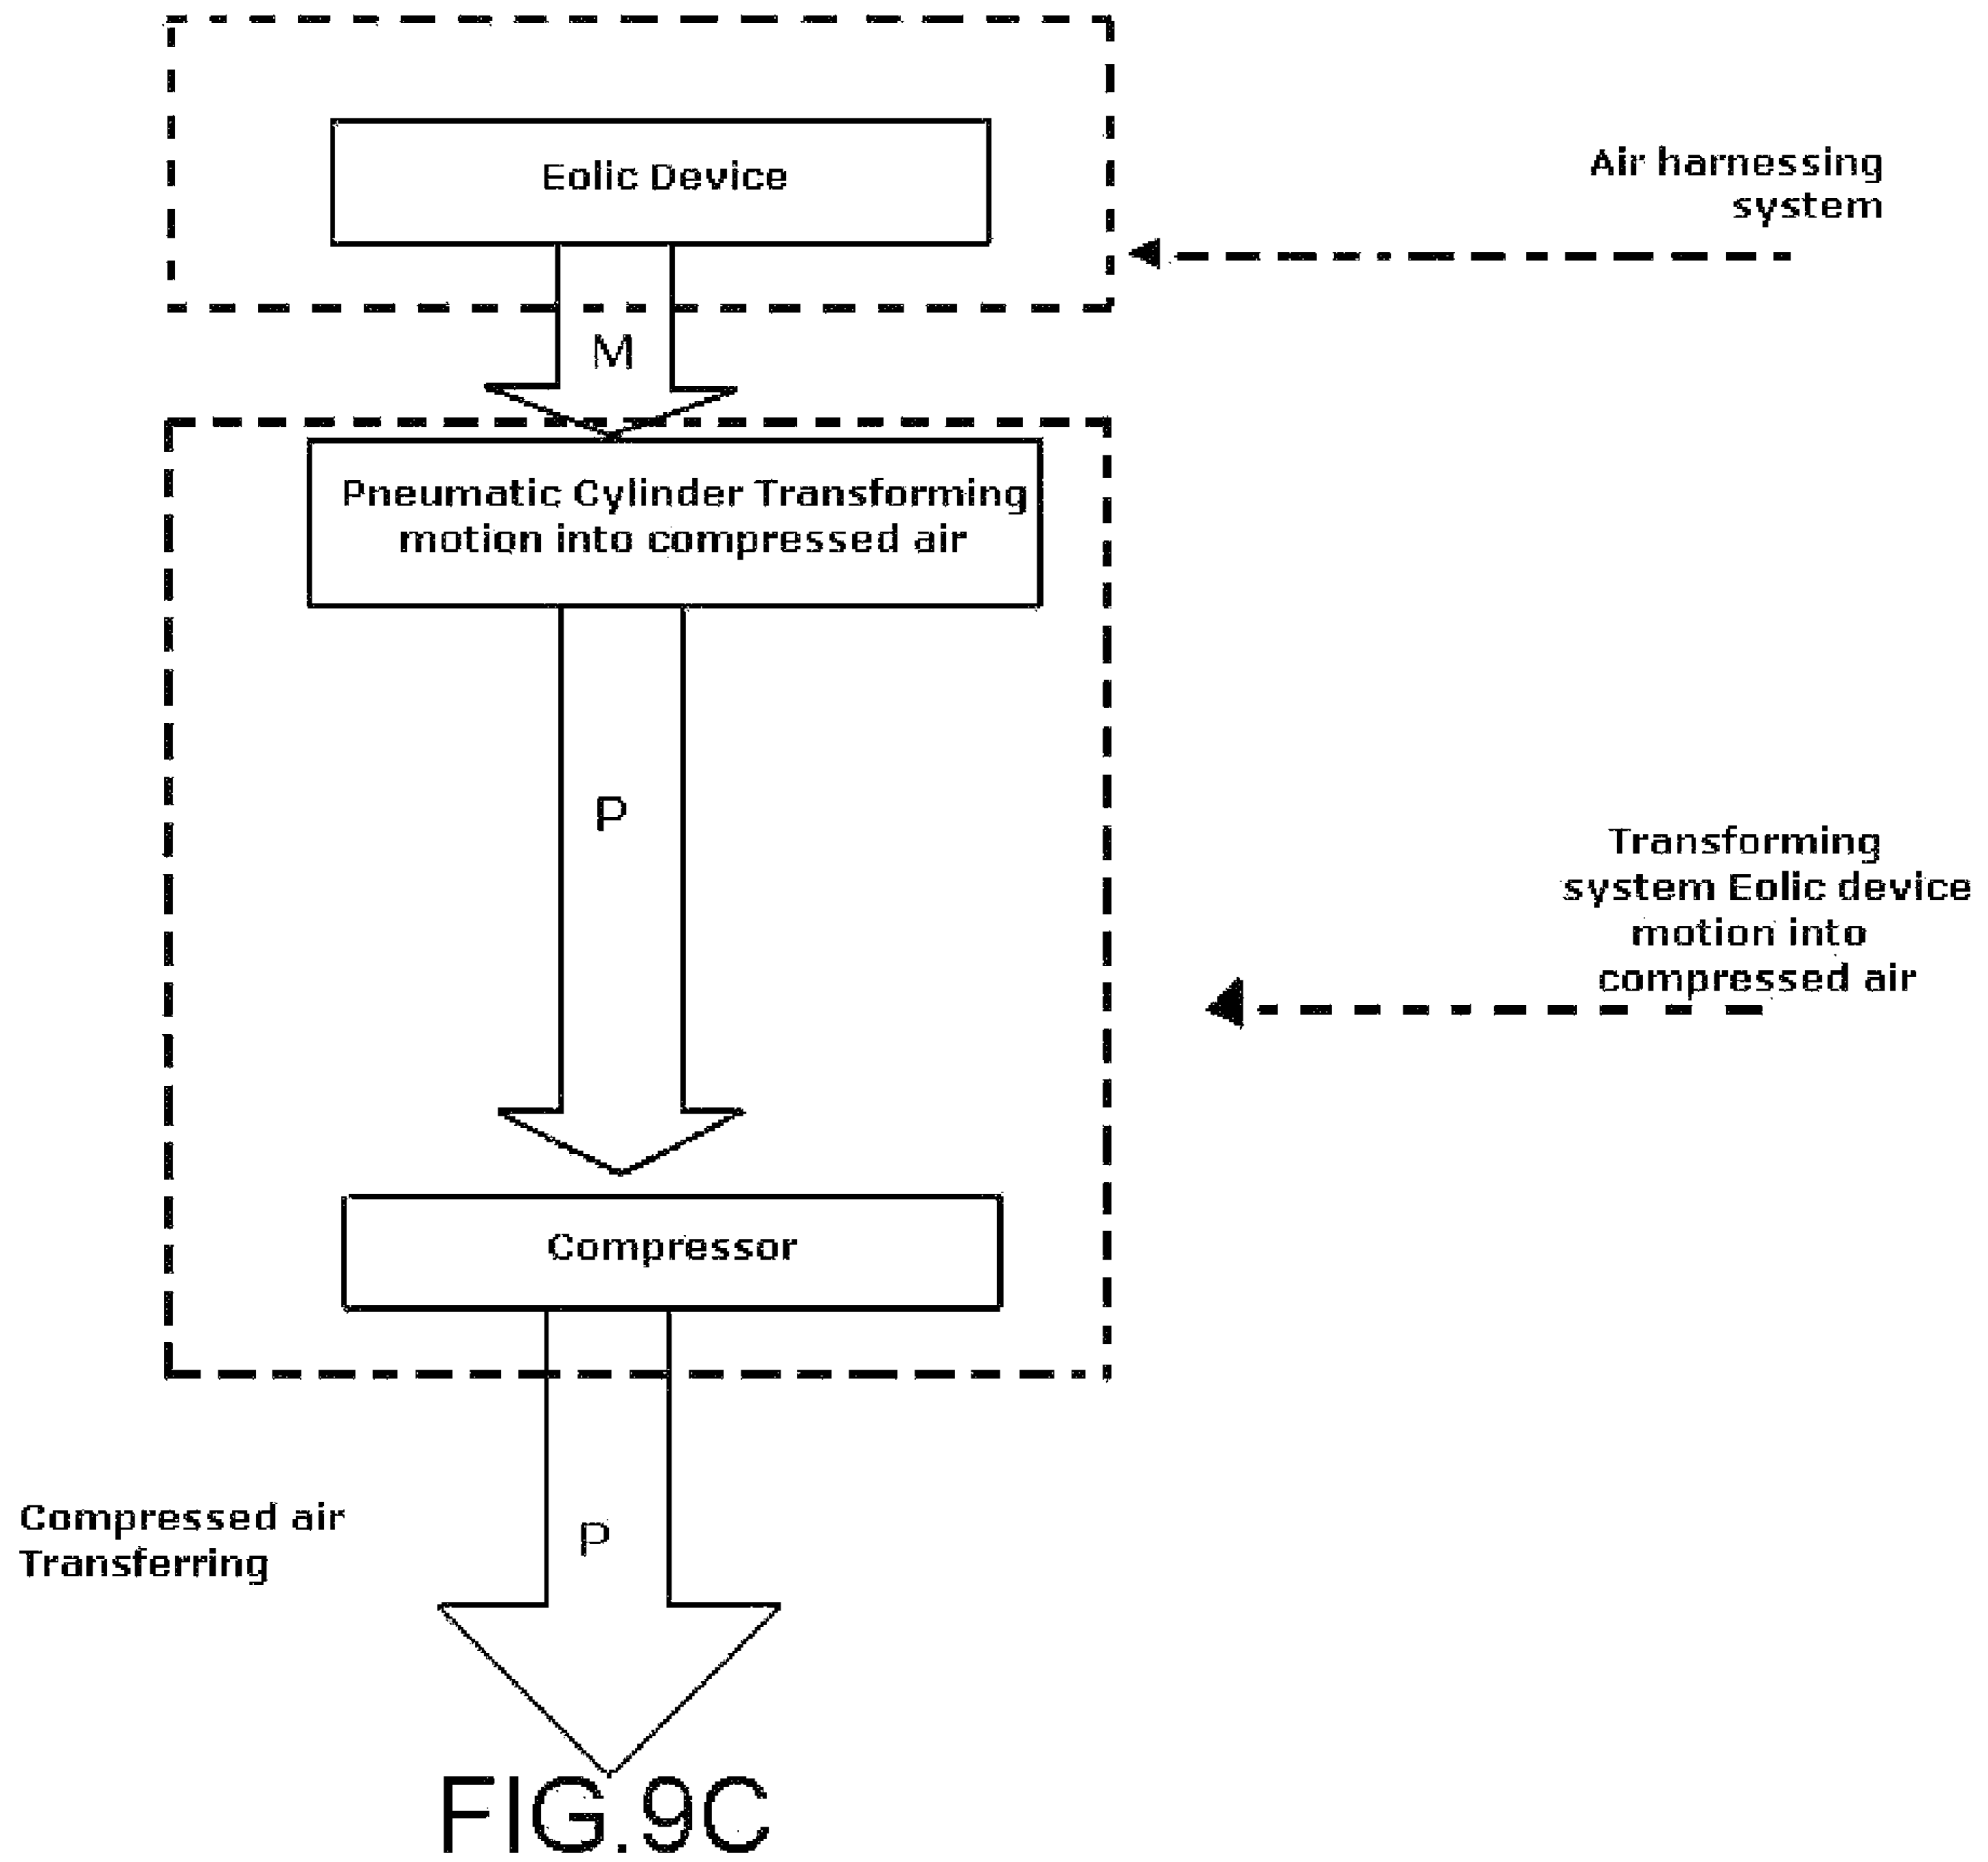 Eolic Device
Air harnessing
system
M
Pneumatic Cylinder Transforming
motion into compressed air
P
Transforming
system Eolic device
motion into
compressed air
Compressor
Compressed air
Transferring
P
FIG.9C